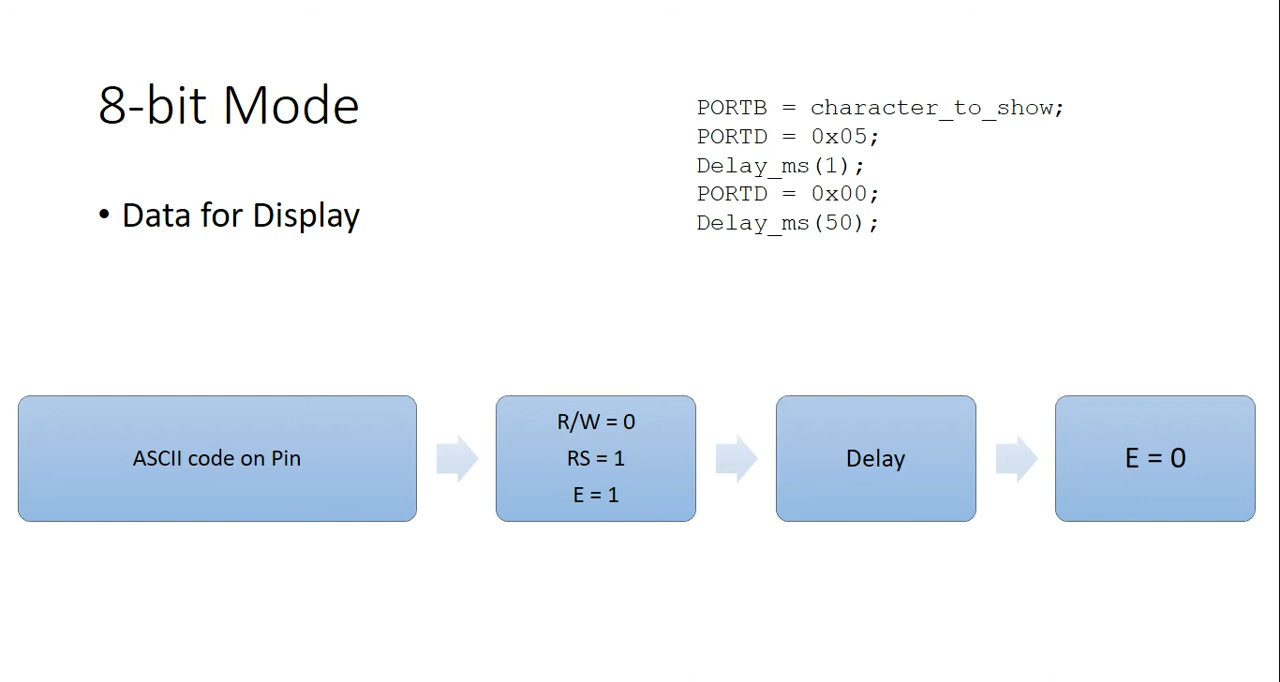 8-bit Mode
• Data for Display
PORTB = character_to_show;
PORTD = 0x05;
Delay_ms(1);
PORTD = 0x00;
Delay_ms(50);
ASCII code on Pin
R/W = 0
RS = 1
E = 1
Delay
E = 0